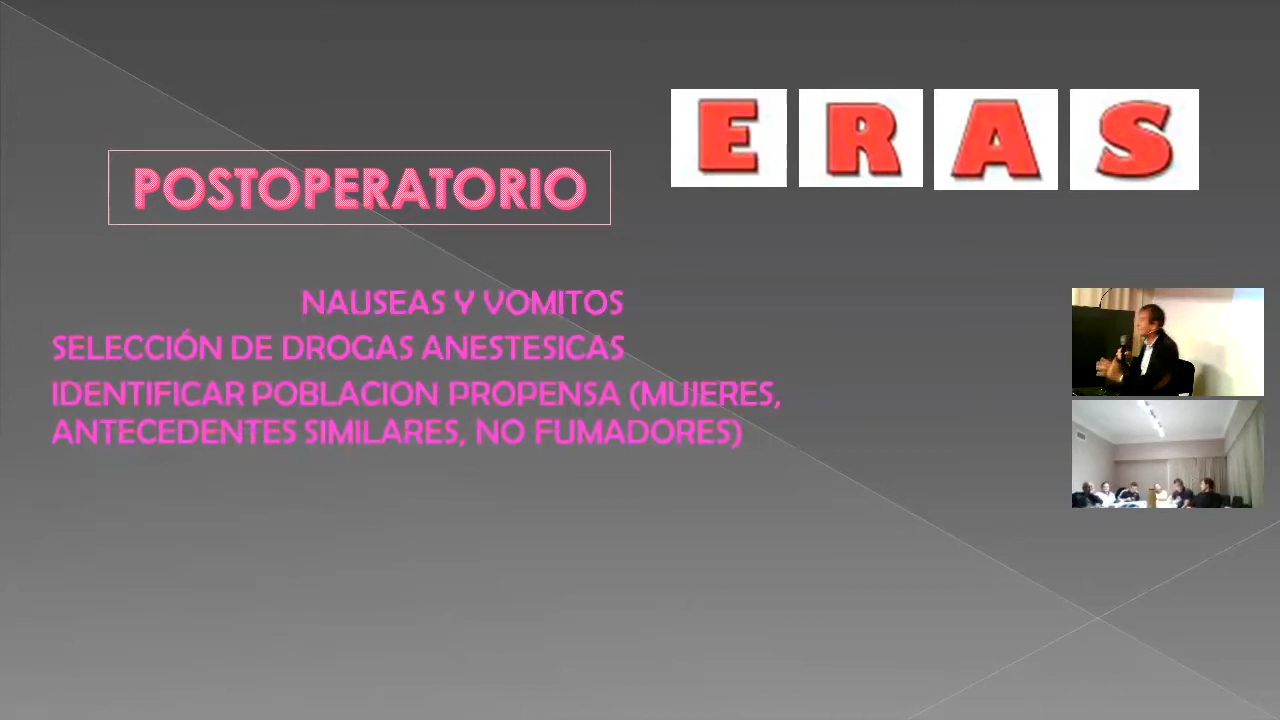 ERAS
POSTOPERATORIO
NAUSEAS Y VOMITOS
SELECCIÓN DE DROGAS ANESTESICAS
IDENTIFICAR POBLACION PROPENSA (MUJERES,
ANTECEDENTES SIMILARES, NO FUMADORES)